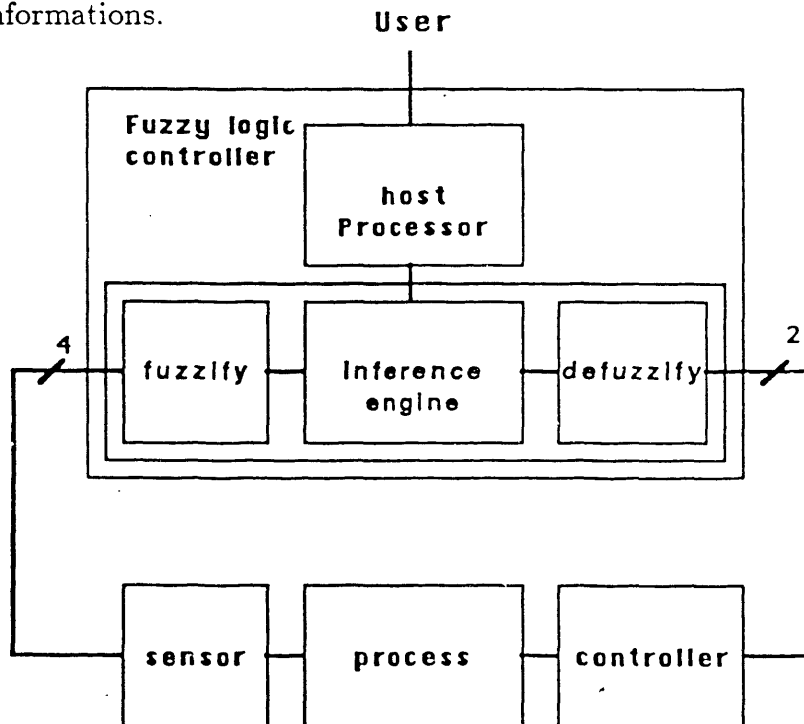 nformations.
User
Fuzzy logic
controller
host
Processor
4
fuzzify
Inference
engine
defuzzify
2
sensor
process
controller